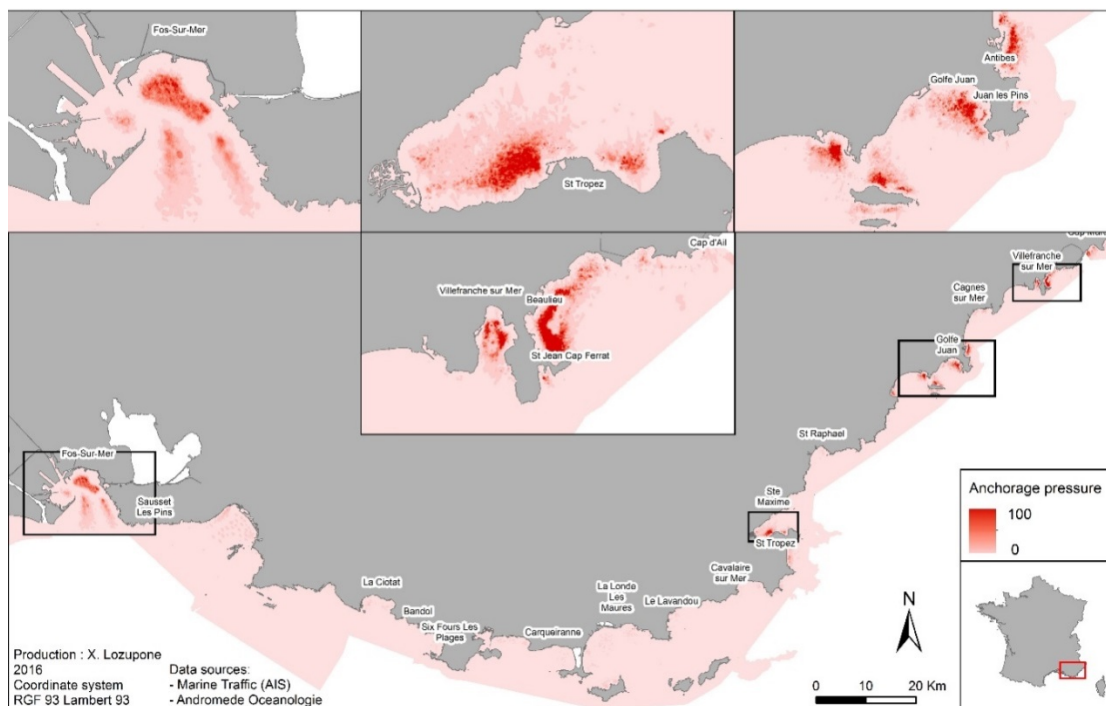 Fos-Sur-Mer
St Tropez
Antibes
Golfe Juan
Juan les Pins
Cap d'Ail
Villefranche sur Mer
Beaulieu
St Jean Cap Ferrat
Villefranche
sur Mer
Cagnes
sur Mer
Golfe
Juan
St Raphael
Fos-Sur-Mer
Sausset
Les Pins
Ste
Maxime
St Tropez
Cavalaire
sur Mer
La Ciotat
La Londe
Les
Maures
Le Lavandou
Bandol
Six Fours Les
Plages
Carqueiranne
Anchorage pressure
100
0
N
0 10 20 Km
Production : X. Lozupone
2016
Coordinate system
RGF 93 Lambert 93
Data sources:
- Marine Traffic (AIS)
- Andromede Oceanologie